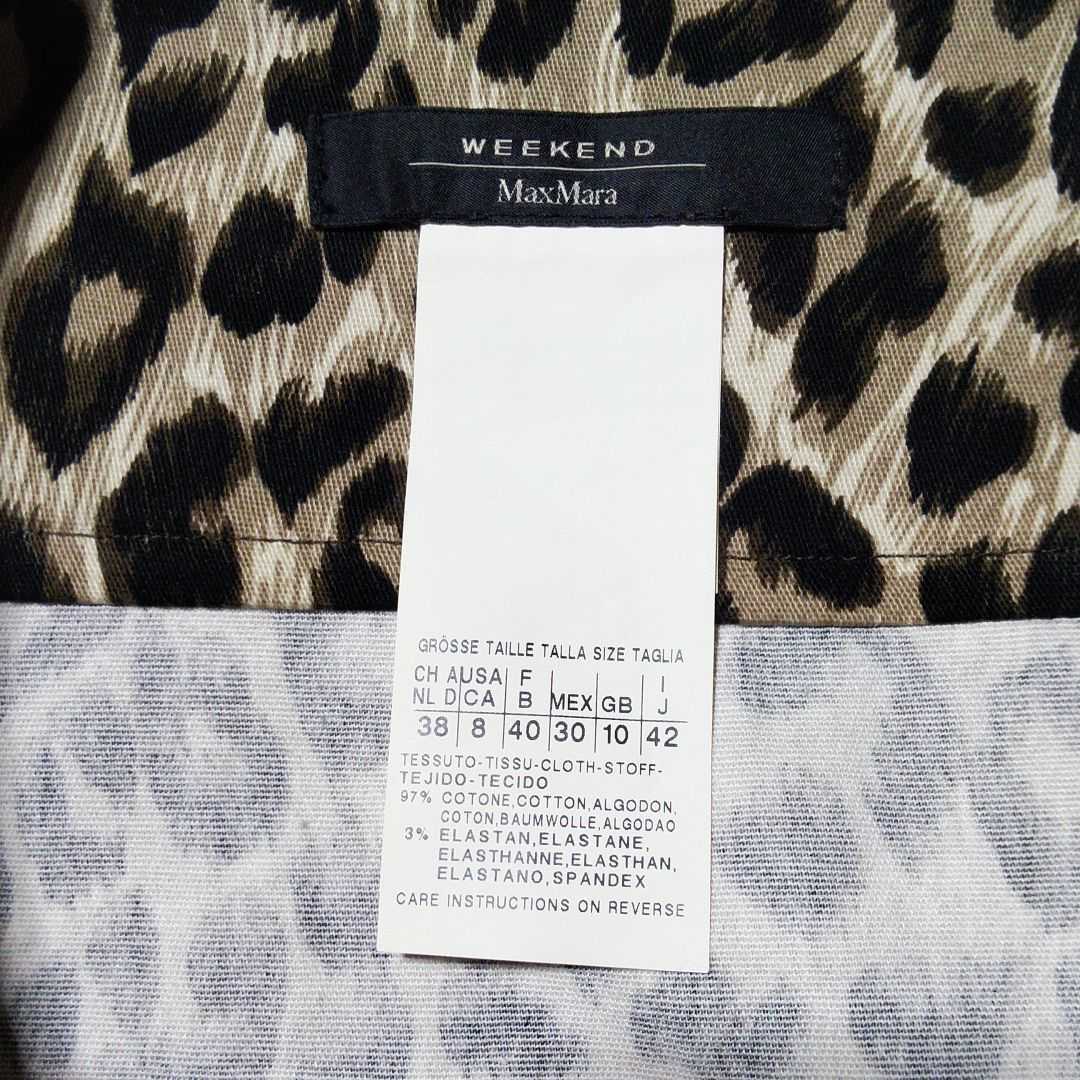 WEEKEND
MaxMara
GRÖSSE TAILLE TALLA SIZE TAGLIA
CH A USA F I
NL D CA B MEX GB J
38 8 40 30 10 42
TESSUTO-TISSU-CLOTH-STOFF-
TEJIDO-TECIDO
97% COTONE,COTTON,ALGODON,
COTON,BAUMWOLLE,ALGODAO
3% ELASTAN,ELASTANE,
ELASTHANNE,ELASTHAN,
ELASTANO,SPANDEX
CARE INSTRUCTIONS ON REVERSE